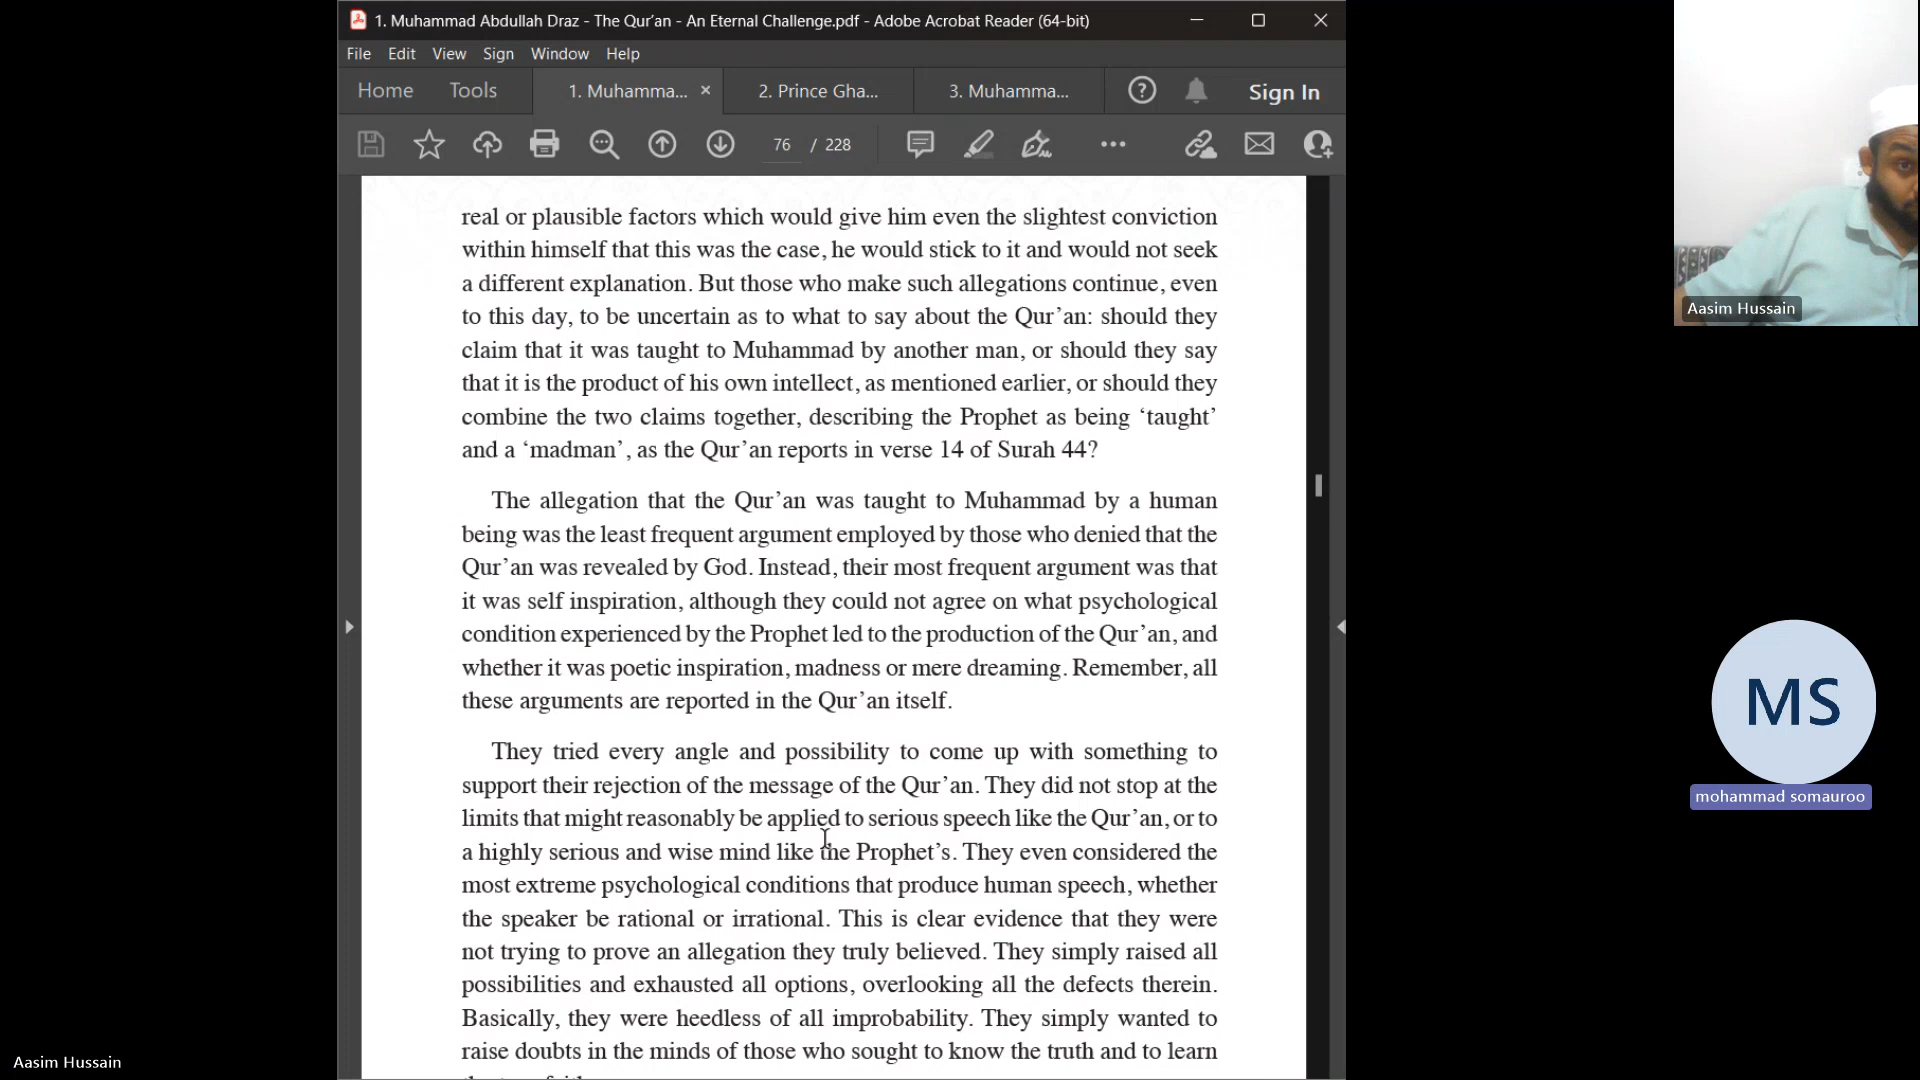 1. Muhammad Abdullah Draz - The Qur'an - An Eternal Challenge.pdf - Adobe Acrobat Reader (64-bit)
File Edit View Sign Window Help
Home Tools 1. Muhamma... × 2. Prince Gha... 3. Muhamma... Sign In
76 / 228
real or plausible factors which would give him even the slightest conviction
within himself that this was the case, he would stick to it and would not seek
a different explanation. But those who make such allegations continue, even
to this day, to be uncertain as to what to say about the Qur'an: should they
claim that it was taught to Muhammad by another man, or should they say
that it is the product of his own intellect, as mentioned earlier, or should they
combine the two claims together, describing the Prophet as being 'taught'
and a 'madman', as the Qur'an reports in verse 14 of Surah 44?
The allegation that the Qur'an was taught to Muhammad by a human
being was the least frequent argument employed by those who denied that the
Qur'an was revealed by God. Instead, their most frequent argument was that
it was self inspiration, although they could not agree on what psychological
condition experienced by the Prophet led to the production of the Qur'an, and
whether it was poetic inspiration, madness or mere dreaming. Remember, all
these arguments are reported in the Qur'an itself.
They tried every angle and possibility to come up with something to
support their rejection of the message of the Qur'an. They did not stop at the
limits that might reasonably be applied to serious speech like the Qur'an, or to
a highly serious and wise mind like the Prophet's. They even considered the
most extreme psychological conditions that produce human speech, whether
the speaker be rational or irrational. This is clear evidence that they were
not trying to prove an allegation they truly believed. They simply raised all
possibilities and exhausted all options, overlooking all the defects therein.
Basically, they were heedless of all improbability. They simply wanted to
raise doubts in the minds of those who sought to know the truth and to learn
Aasim Hussain
MS
mohammad somauroo
Aasim Hussain